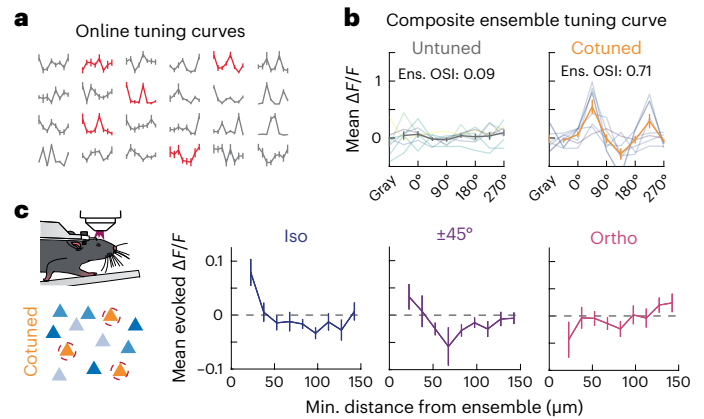 a
Online tuning curves
b
Composite ensemble tuning curve
Untuned
Cotuned
Ens. OSI: 0.09
Ens. OSI: 0.71
Mean ΔF/F
1
0
Gray 0° 90° 180° 270°
Gray 0° 90° 180° 270°
c
Cotuned
Iso
±45°
Ortho
Mean evoked ΔF/F
0.1
0
−0.1
0 50 100 150
0 50 100 150
0 50 100 150
Min. distance from ensemble (μm)